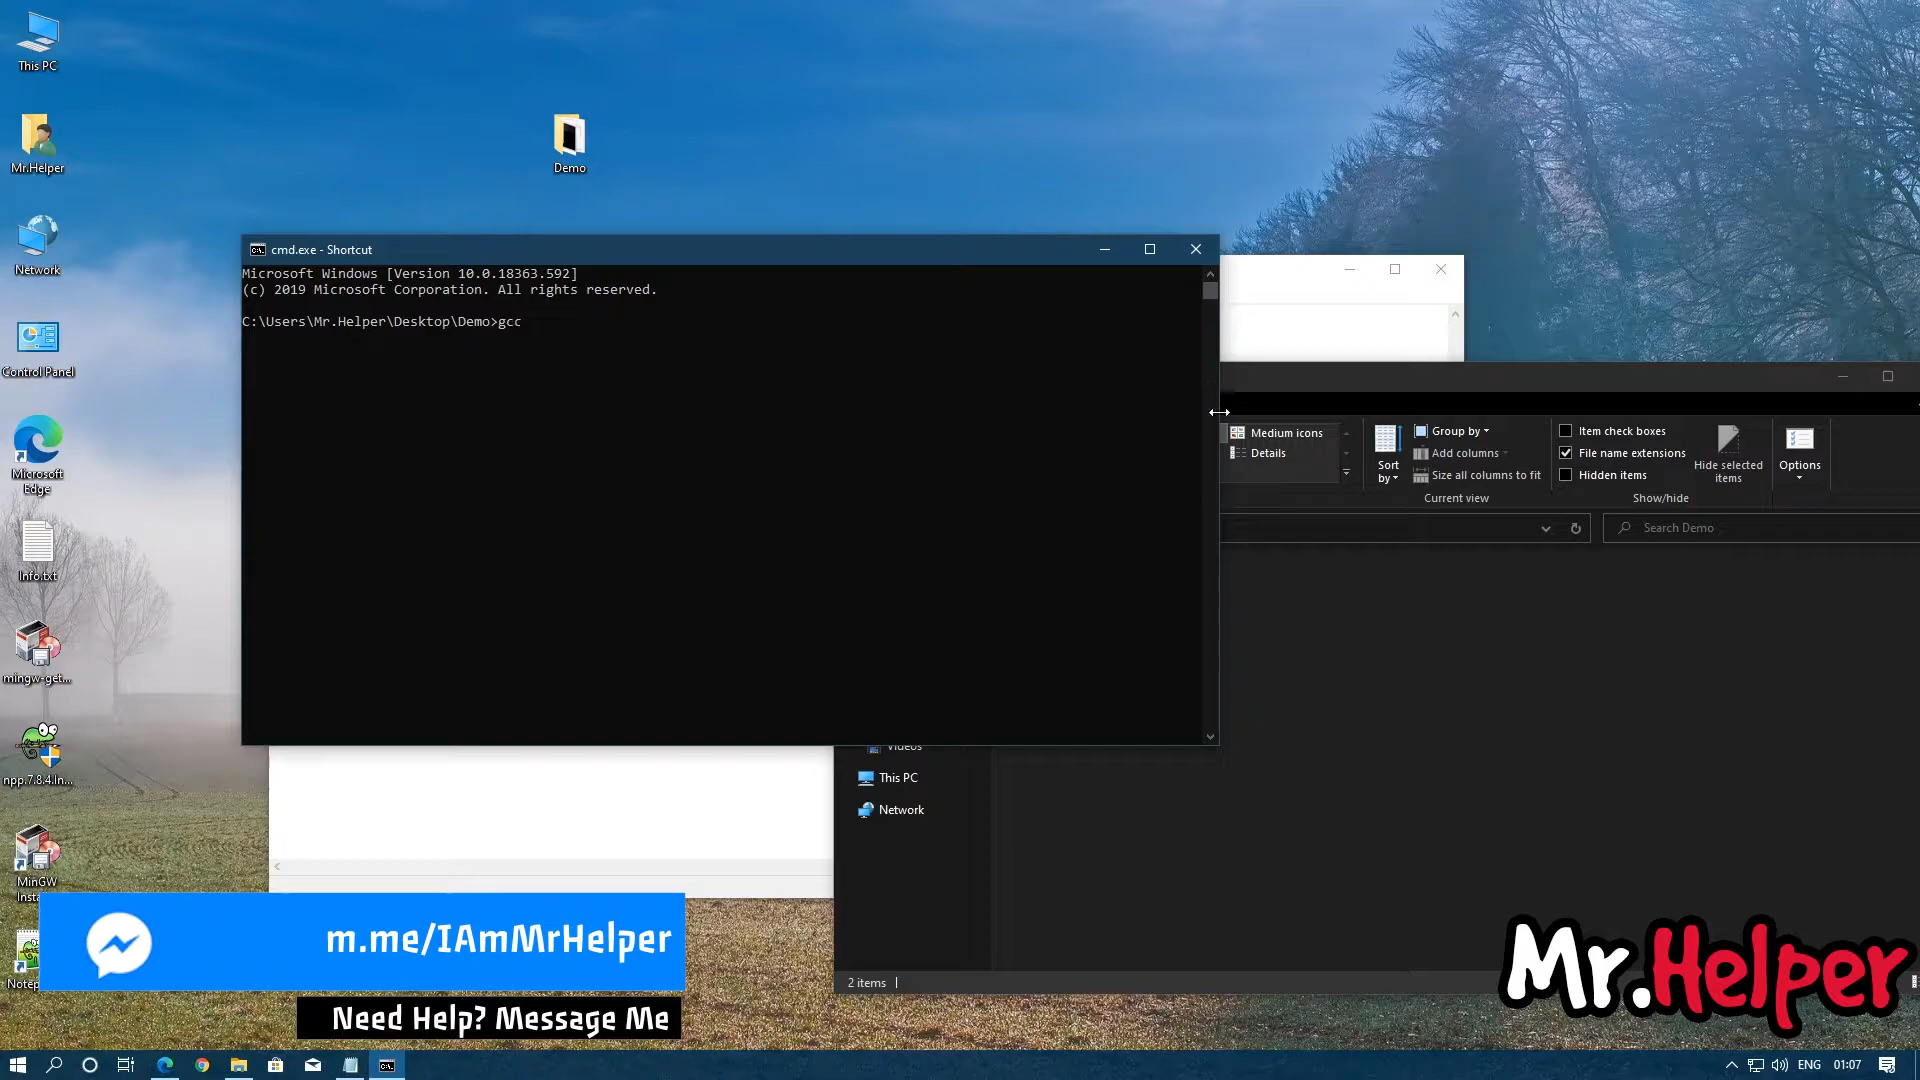 This PC
Mr.Helper
Network
Control Panel
Microsoft
Edge
Info.txt
mingw-get...
npp.7.8.4.In...
MinGW
Demo
cmd.exe - Shortcut
Microsoft Windows [Version 10.0.18363.592]
(c) 2019 Microsoft Corporation. All rights reserved.
C:\Users\Mr.Helper\Desktop\Demo>gcc
Medium icons
Details
Sort
by
Group by
Add columns
Size all columns to fit
Current view
Item check boxes
File name extensions
Hidden items
Hide selected
items
Show/hide
Options
Search Demo
Videos
This PC
Network
2 items
m.me/IAmMrHelper
Need Help? Message Me
Mr.Helper
ENG
01:07